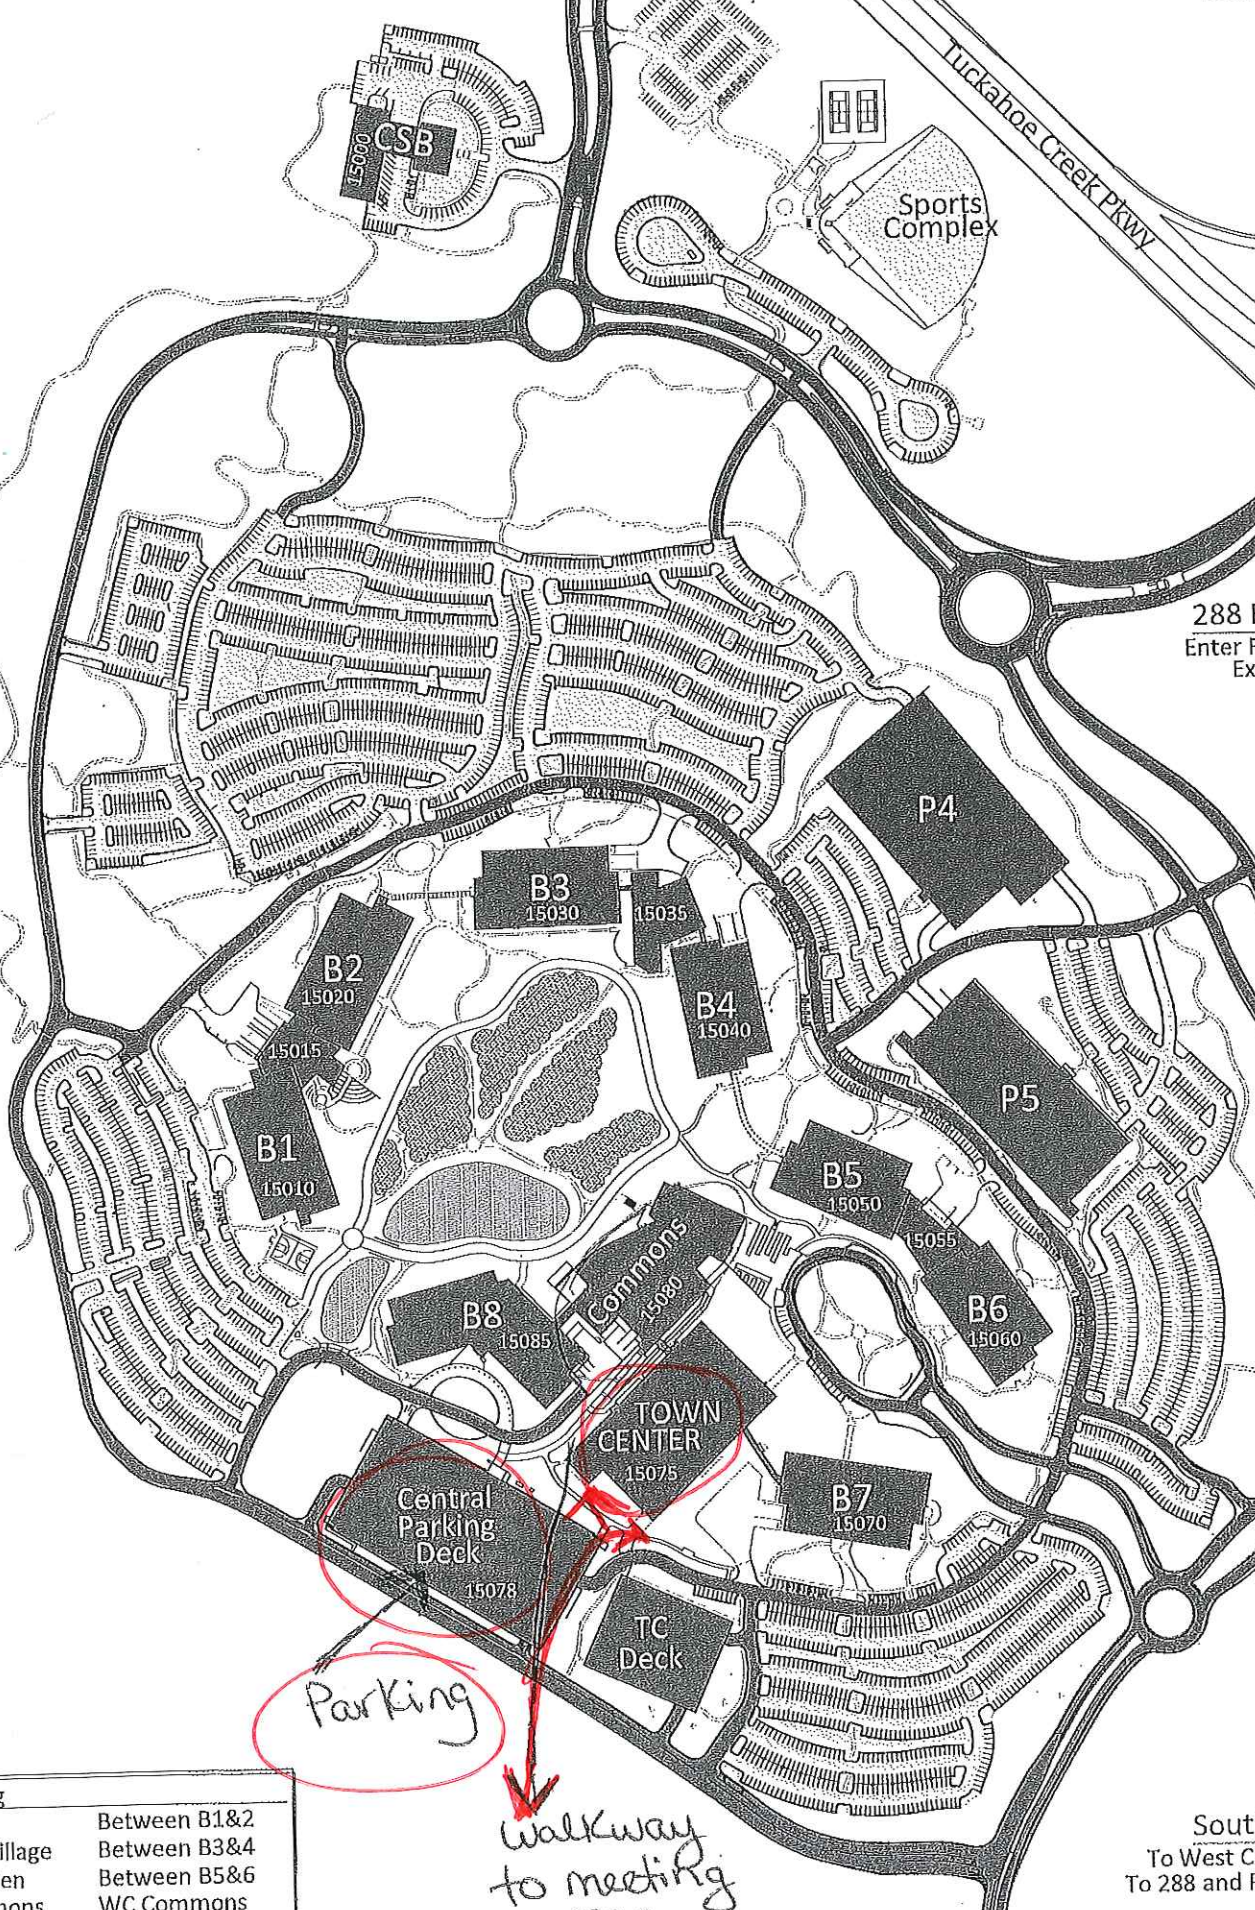 Tuckahoe Creek Pkwy
CSB
15000
Sports
Complex
288
Enter
P4
B3
15030
15035
B2
15020
B4
15040
15015
P5
B1
15010
B5
15050
15055
Commons
15080
B8
15085
B6
15060
TOWN
CENTER
15075
Central
Parking
Deck
15078
B7
15070
TC
Deck
Parking
Walkway
to meeting
Between B1&2
Between B3&4
Between B5&6
WC Commons
To West
To 288 and